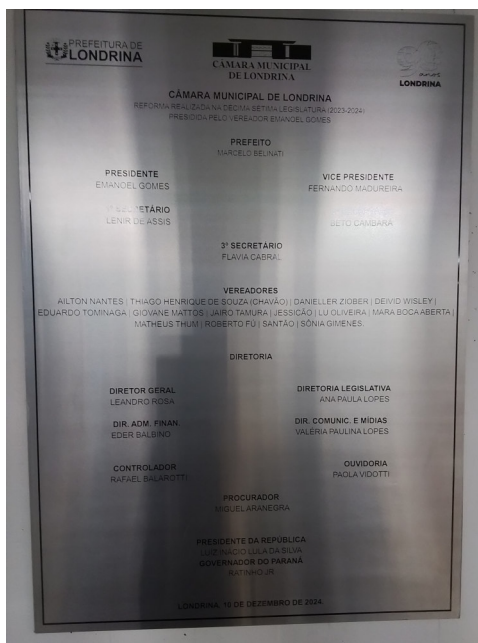 PREFEITURA DE
LONDRINA
CÂMARA MUNICIPAL
DE LONDRINA
90
anos
LONDRINA
CÂMARA MUNICIPAL DE LONDRINA
REFORMA REALIZADA NA DÉCIMA SÉTIMA LEGISLATURA (2023-2024)
PRESIDIDA PELO VEREADOR EMANOEL GOMES
PREFEITO
MARCELO BELINATI
PRESIDENTE
EMANOEL GOMES
VICE PRESIDENTE
FERNANDO MADUREIRA
SECRETÁRIO
LENIR DE ASSIS
BETO CAMBARÁ
3º SECRETÁRIO
FLAVIA CABRAL
VEREADORES
AILTON NANTES | THIAGO HENRIQUE DE SOUZA (CHAVÃO) | DANIELLER ZIOBER | DEIVID WISLEY |
EDUARDO TOMINAGA | GIOVANE MATTOS | JAIRO TAMURA | JESSICÃO | LU OLIVEIRA | MARA BOCA ABERTA |
MATHEUS THUM | ROBERTO FÚ | SANTÃO | SÔNIA GIMENES
DIRETORIA
DIRETOR GERAL
LEANDRO ROSA
DIRETORIA LEGISLATIVA
ANA PAULA LOPES
DIR. ADM. FINAN.
EDER BALBINO
DIR. COMUNIC. E MÍDIAS
VALÉRIA PAULINA LOPES
CONTROLADOR
RAFAEL BALAROTTI
OUVIDORIA
PAOLA VIDOTTI
PROCURADOR
MIGUEL ARANEGRA
PRESIDENTE DA REPÚBLICA
LUIZ INÁCIO LULA DA SILVA
GOVERNADOR DO PARANÁ
RATINHO JR
LONDRINA, 16 DE DEZEMBRO DE 2024